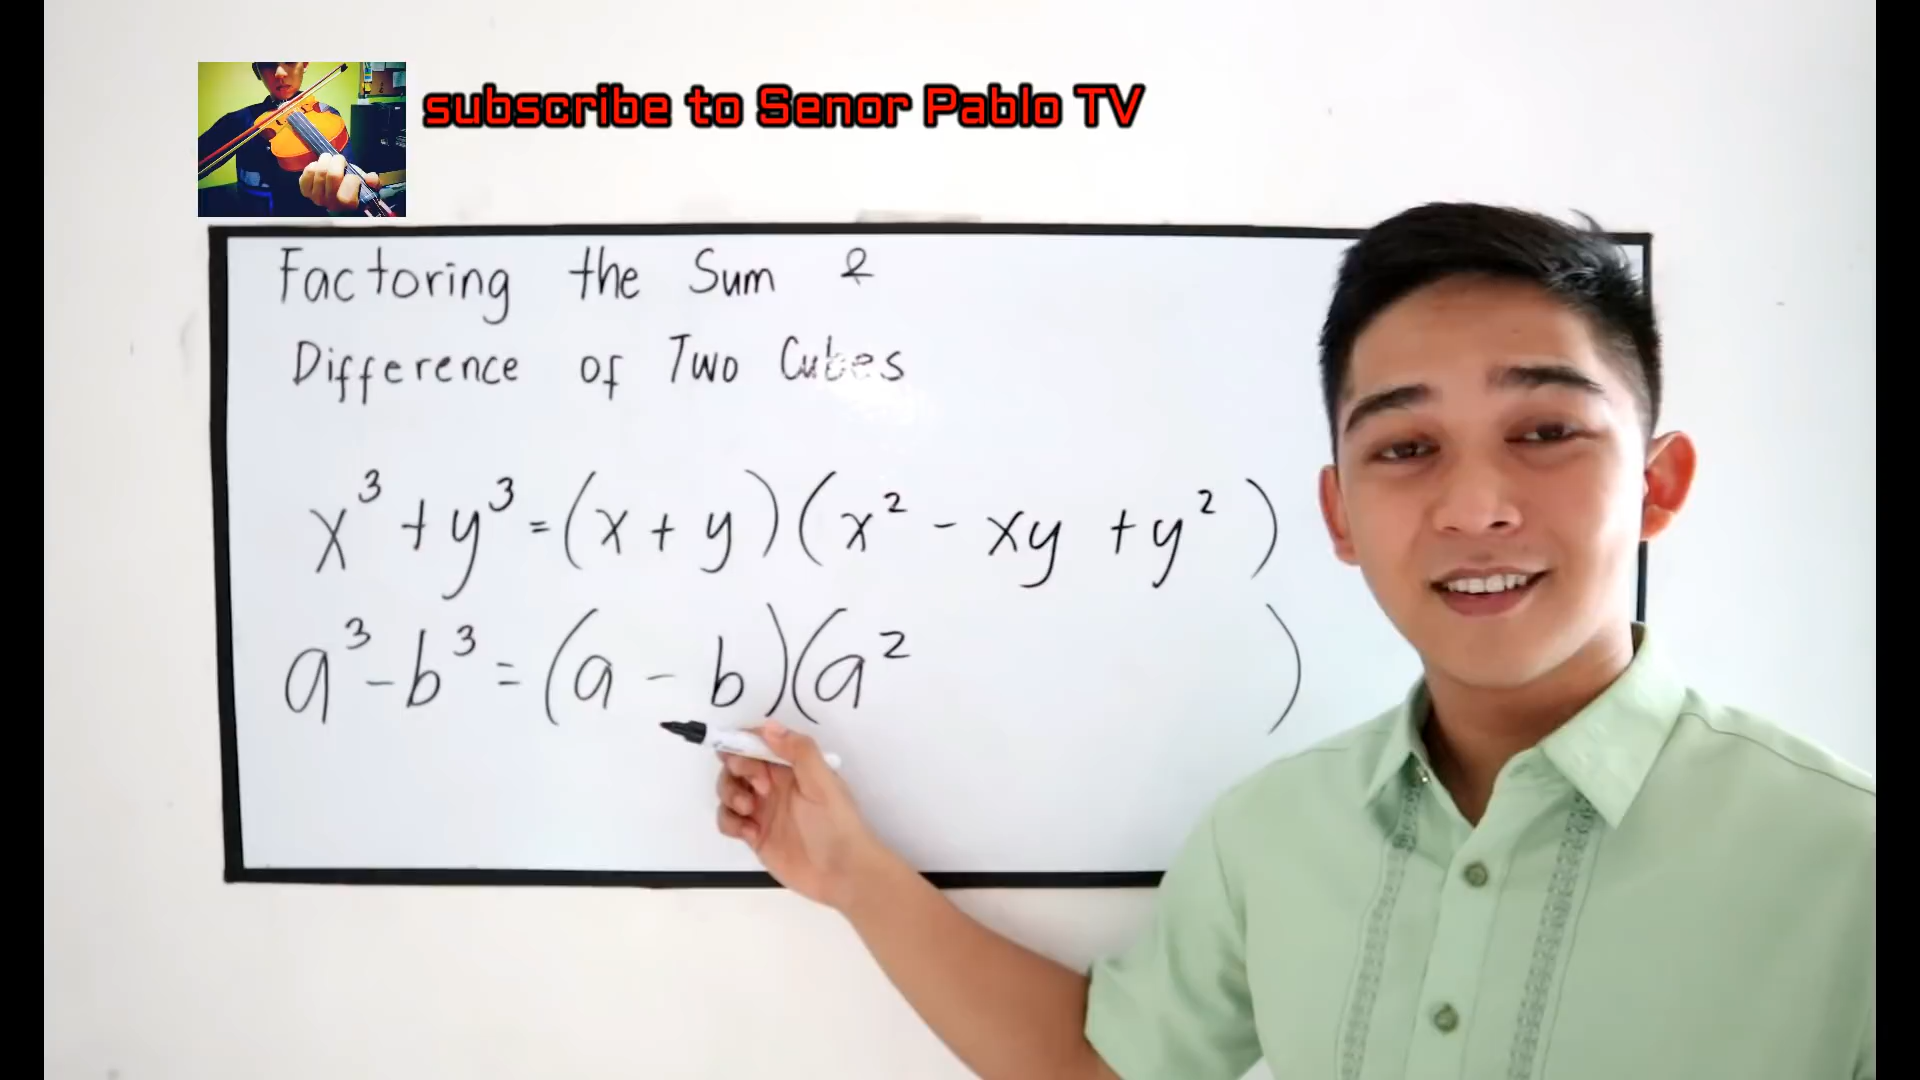 subscribe to Senor Pablo TV
Factoring the Sum &
Difference of Two Cubes
x³ + y³ = (x + y)(x² - xy + y²)
a³ - b³ = (a - b)(a² )